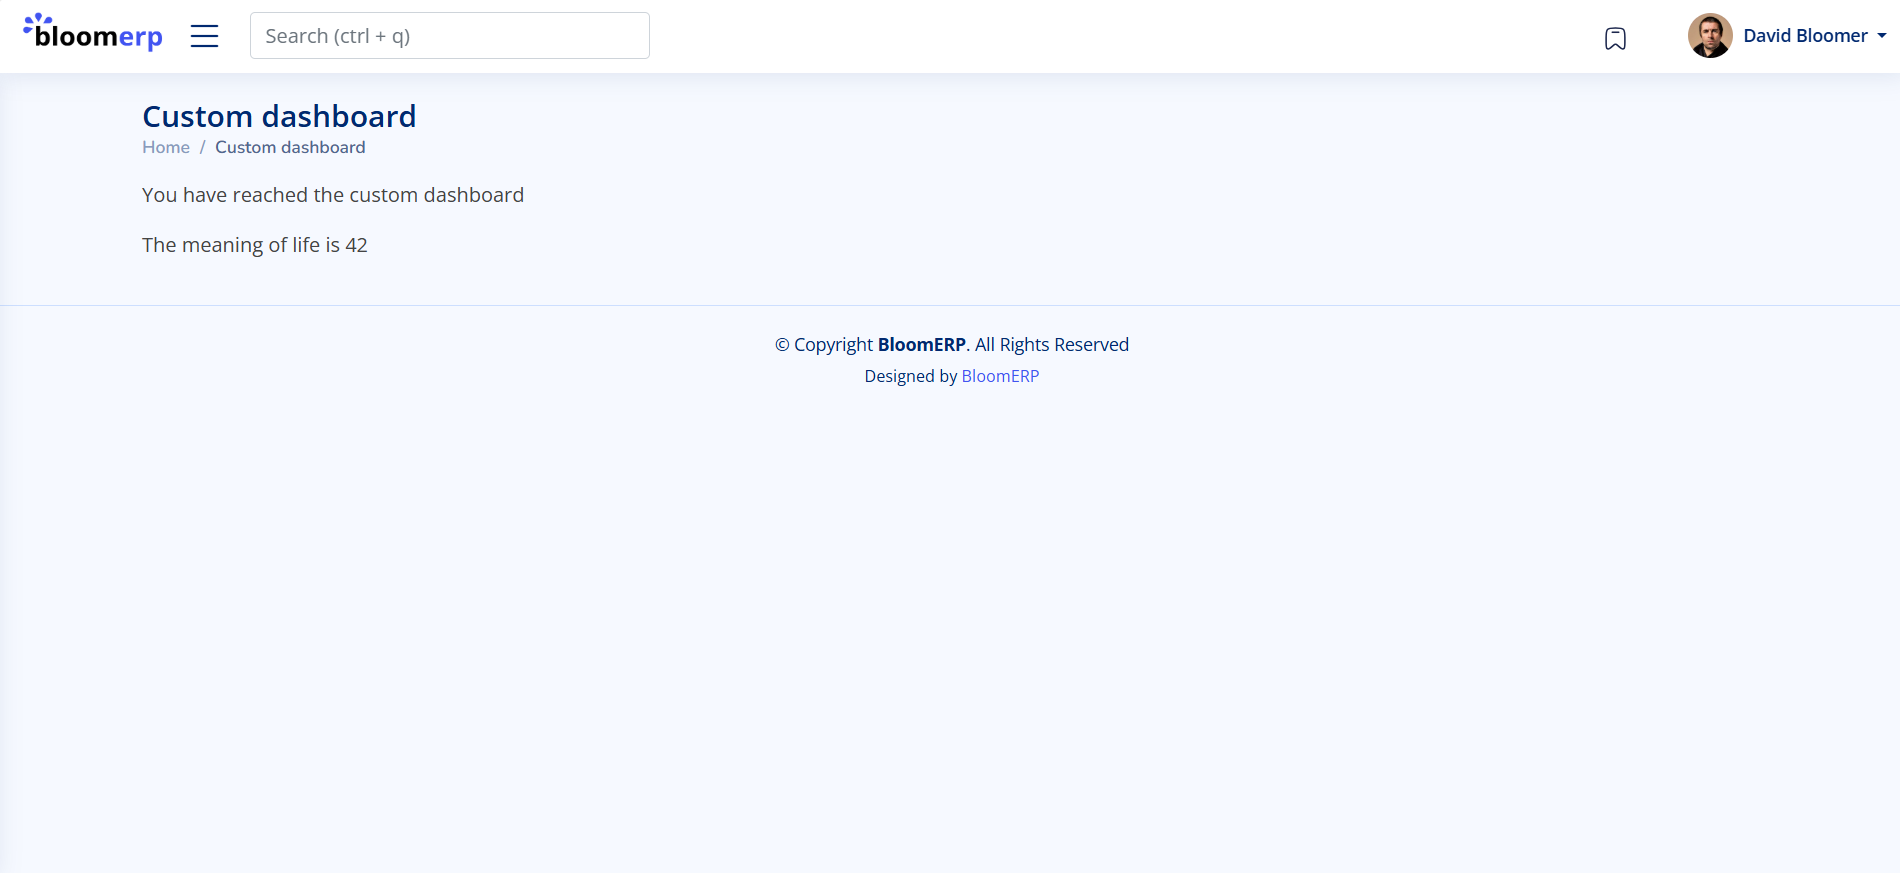 bloomerp
Search (ctrl + q)
David Bloomer
Custom dashboard
Home / Custom dashboard
You have reached the custom dashboard
The meaning of life is 42
© Copyright BloomERP. All Rights Reserved
Designed by BloomERP